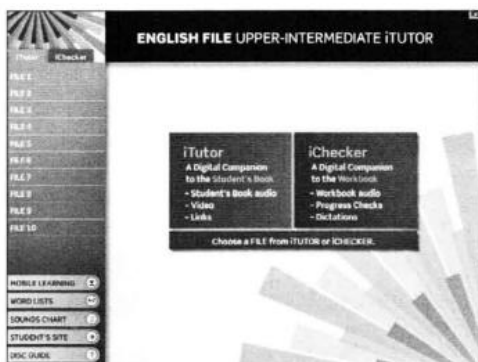 ENGLISH FILE UPPER-INTERMEDIATE iTUTOR
iTutor iChecker
FILE 1
FILE 2
FILE 3
FILE 4
FILE 5
FILE 6
FILE 7
FILE 8
FILE 9
FILE 10
iTutor
A Digital Companion
to the Student's Book
- Student's Book audio
- Video
- Links
iChecker
A Digital Companion
to the Workbook
- Workbook audio
- Progress Checks
- Dictations
Choose a FILE from iTUTOR or iCHECKER.
MOBILE LEARNING
WORD LISTS
SOUNDS CHART
STUDENT'S SITE
DISC GUIDE